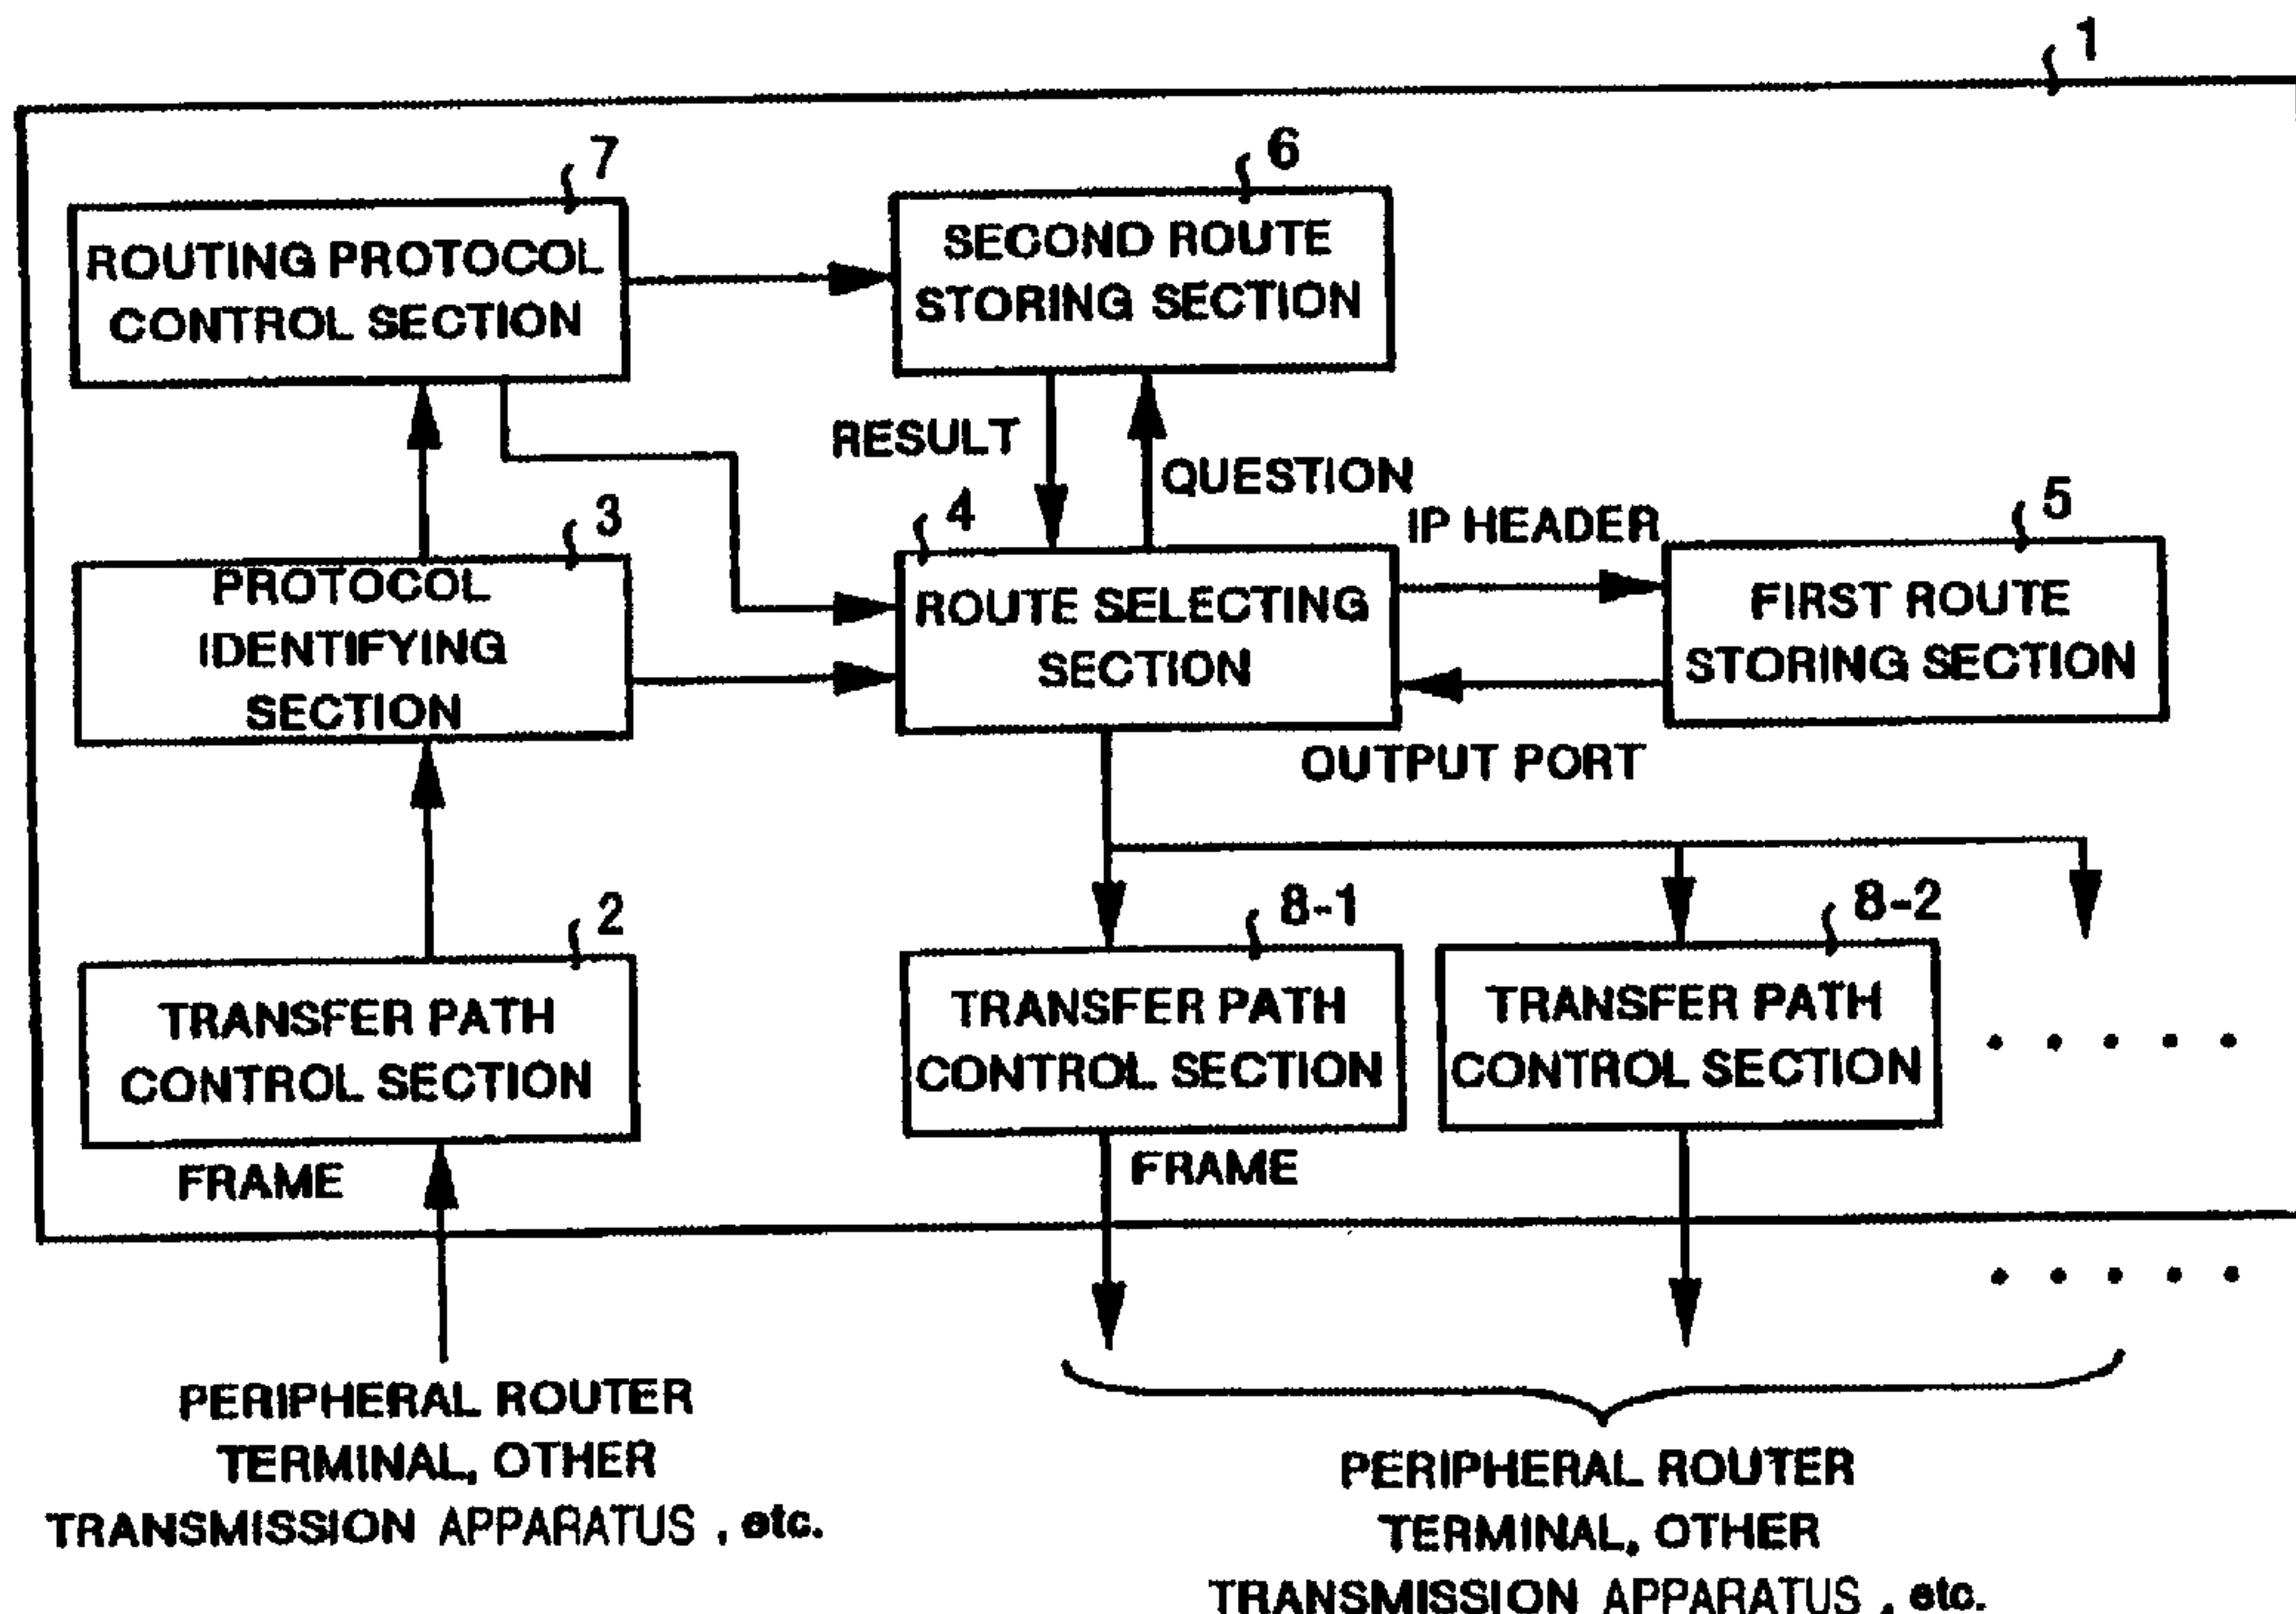 1
7
6
ROUTING PROTOCOL
CONTROL SECTION
SECOND ROUTE
STORING SECTION
RESULT
QUESTION
3
4
IP HEADER
5
PROTOCOL
IDENTIFYING
SECTION
ROUTE SELECTING
SECTION
FIRST ROUTE
STORING SECTION
OUTPUT PORT
2
8-1
8-2
TRANSFER PATH
CONTROL SECTION
TRANSFER PATH
CONTROL SECTION
TRANSFER PATH
CONTROL SECTION
. . . . .
FRAME
FRAME
. . . . .
PERIPHERAL ROUTER
TERMINAL, OTHER
TRANSMISSION APPARATUS , etc.
PERIPHERAL ROUTER
TERMINAL, OTHER
TRANSMISSION APPARATUS , etc.